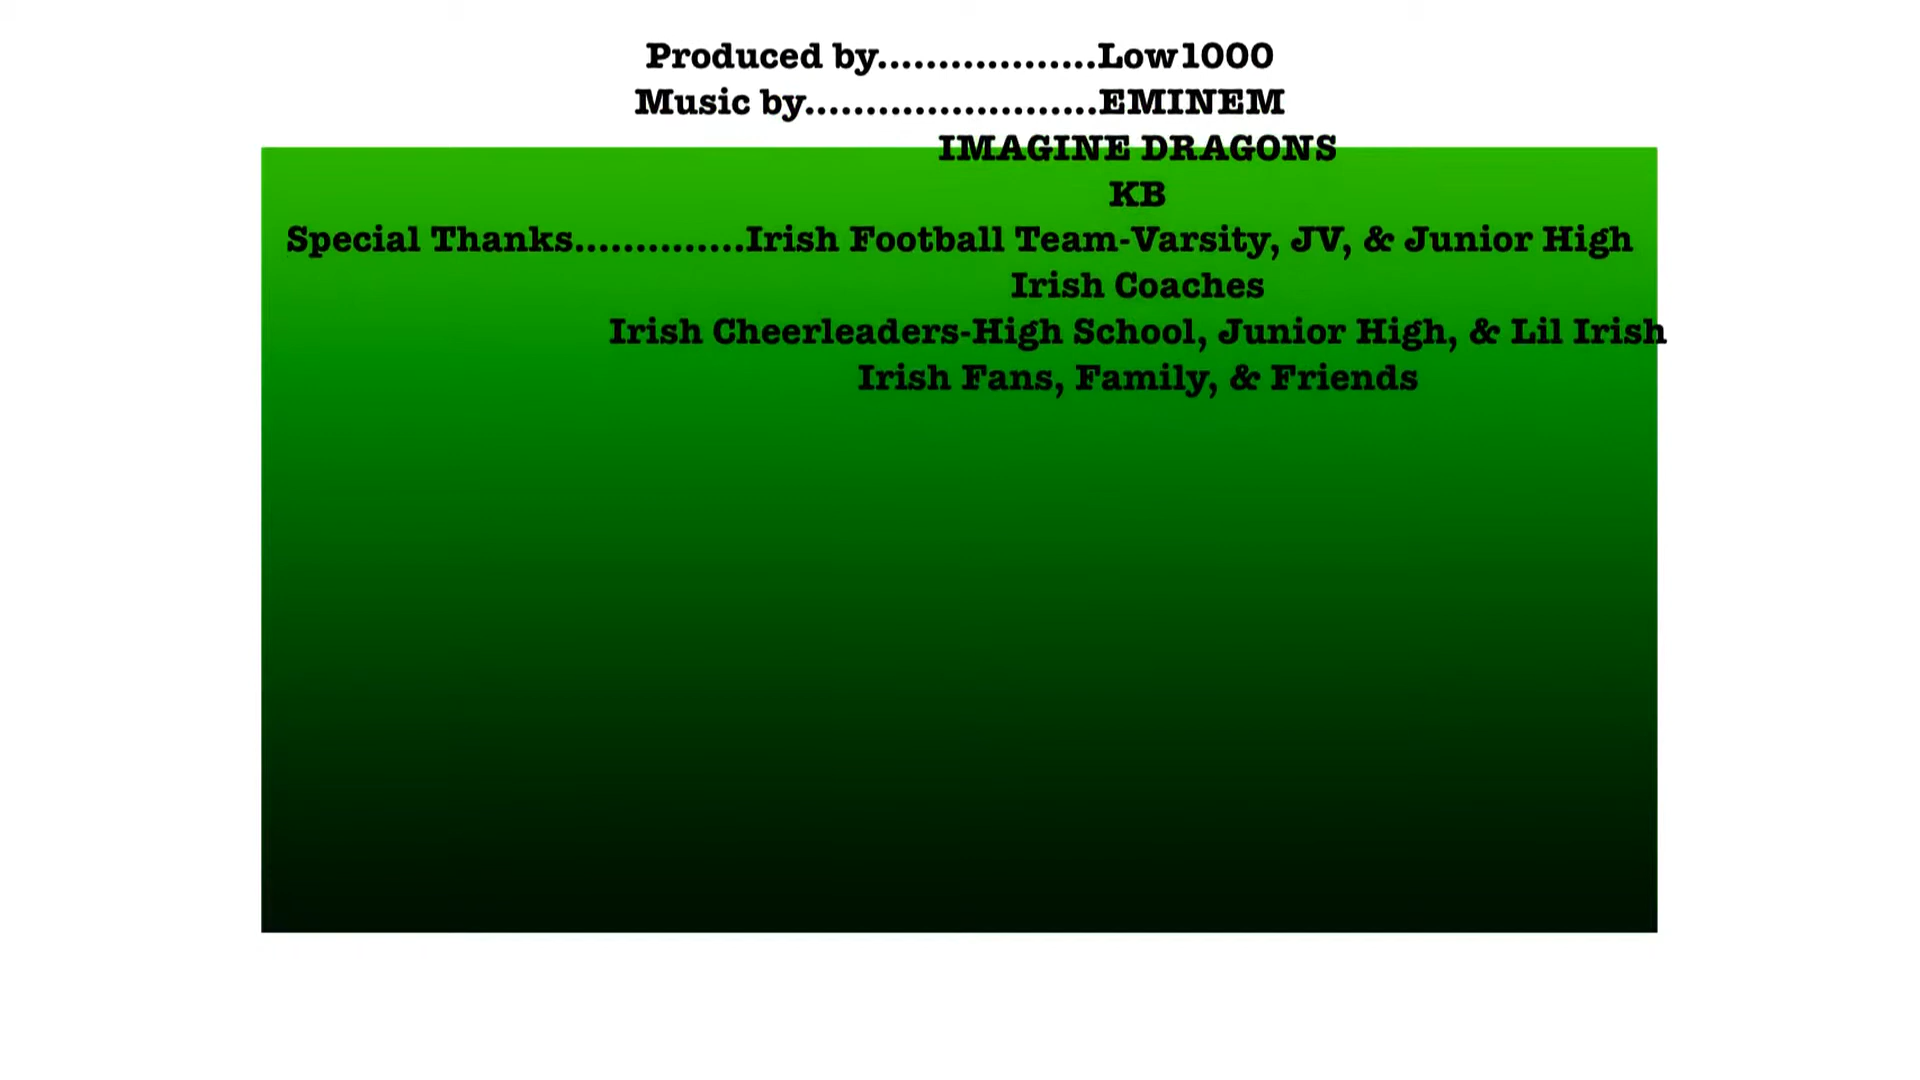 Produced by..................Low1000
Music by........................EMINEM
IMAGINE DRAGONS
KB
Special Thanks..............Irish Football Team-Varsity, JV, & Junior High
Irish Coaches
Irish Cheerleaders-High School, Junior High, & Lil Irish
Irish Fans, Family, & Friends